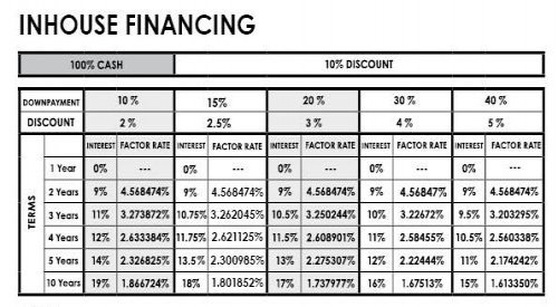 INHOUSE FINANCING
100% CASH 10% DISCOUNT
DOWNPAYMENT 10 % 15% 20 % 30 % 40 %
DISCOUNT 2 % 2.5% 3 % 4 % 5 %
INTEREST FACTOR RATE INTEREST FACTOR RATE INTEREST FACTOR RATE INTEREST FACTOR RATE INTEREST FACTOR RATE
TERMS
1 Year 0% --- 0% --- 0% --- 0% --- 0% ---
2 Years 9% 4.568474% 9% 4.568474% 9% 4.568474% 9% 4.56847% 9% 4.568474%
3 Years 11% 3.273872% 10.75% 3.262045% 10.5% 3.250244% 10% 3.22672% 9.5% 3.203295%
4 Years 12% 2.633384% 11.75% 2.621125% 11.5% 2.608901% 11% 2.58455% 10.5% 2.560338%
5 Years 14% 2.326825% 13.5% 2.300985% 13% 2.275307% 12% 2.22444% 11% 2.174242%
10 Years 19% 1.866724% 18% 1.801852% 17% 1.737977% 16% 1.67513% 15% 1.613350%